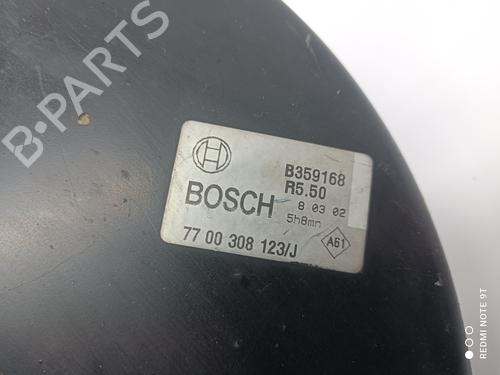 B-PARTS
BOSCH
B359168
R5.50
8 03 02
5h8mn
77 00 308 123/J
A61
REDMI NOTE 9T